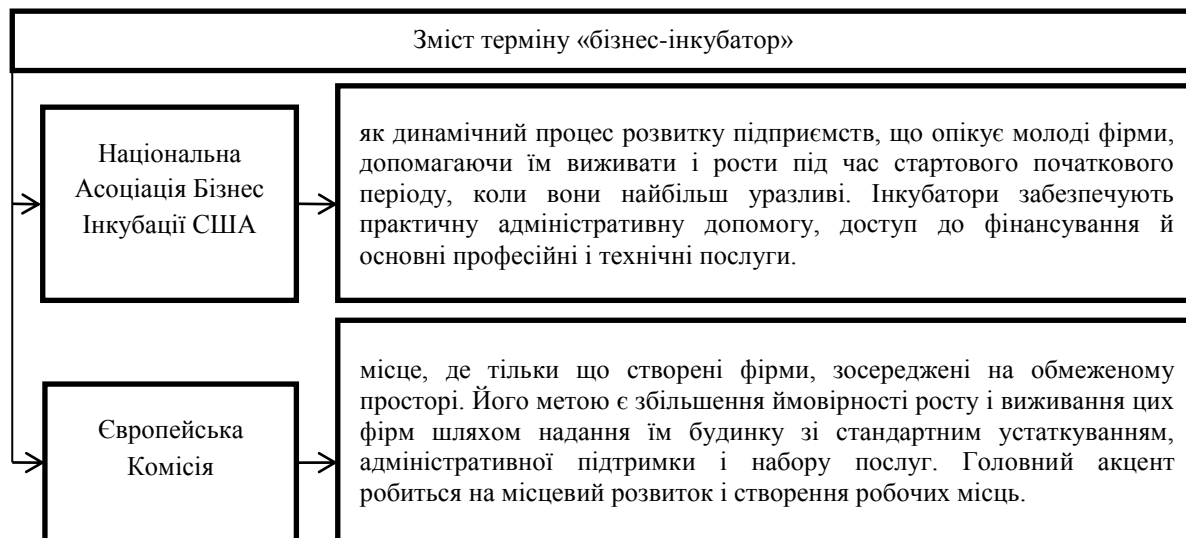 Зміст терміну «бізнес-інкубатор»
Національна
Асоціація Бізнес
Інкубації США
як динамічний процес розвитку підприємств, що опікує молоді фірми,
допомагаючи їм виживати і рости під час стартового початкового
періоду, коли вони найбільш уразливі. Інкубатори забезпечують
практичну адміністративну допомогу, доступ до фінансування й
основні професійні і технічні послуги.
Європейська
Комісія
місце, де тільки що створені фірми, зосереджені на обмеженому
просторі. Його метою є збільшення ймовірності росту і виживання цих
фірм шляхом надання їм будинку зі стандартним устаткуванням,
адміністративної підтримки і набору послуг. Головний акцент
робиться на місцевий розвиток і створення робочих місць.